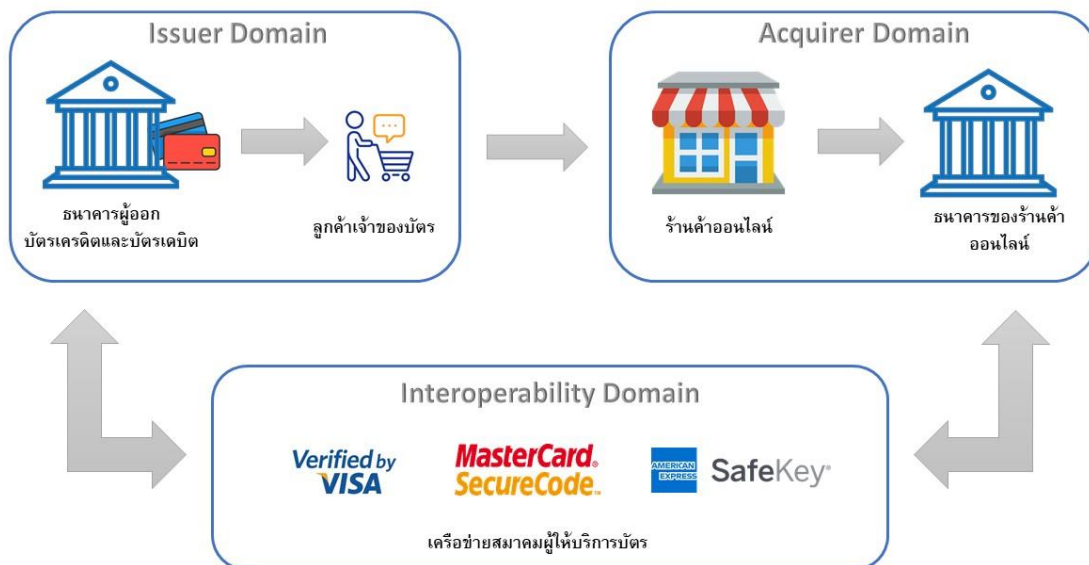 Issuer Domain
ธนาคารผู้ออก
บัตรเครดิตและบัตรเดบิต
ลูกค้าเจ้าของบัตร
Acquirer Domain
ร้านค้าออนไลน์
ธนาคารของร้านค้า
ออนไลน์
Interoperability Domain
Verified by
VISA
MasterCard®
SecureCode™
AMERICAN
EXPRESS
SafeKey®
เครือข่ายสมาคมผู้ให้บริการบัตร